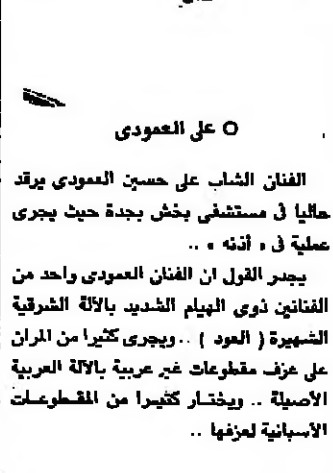 ○ على العمودى
الفنان الشاب على حسين العمودى يرقد
حاليا فى مستشفى بخش بجدة حيث يجرى
عملية فى « أذنه » ..
يجدر القول ان الفنان العمودى واحد من
الفنانين ذوى الهيام الشديد بالآلة الشرقية
الشهيرة ( العود ) .. ويجرى كثيرا من المران
على عزف مقطوعات غير عربية بالآلة العربية
الأصيلة .. ويختار كثيرا من المقطوعات
الأسبانية لعزفها ..